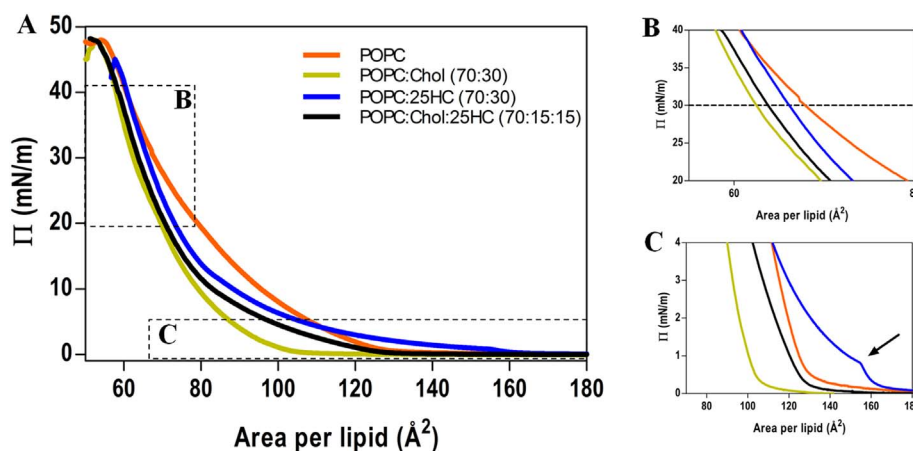 A
50
40
30
20
10
0
Π (mN/m)
60 80 100 120 140 160 180
Area per lipid (Å²)
POPC
POPC:Chol (70:30)
POPC:25HC (70:30)
POPC:Chol:25HC (70:15:15)
B
C
B
40
35
30
25
20
Π (mN/m)
60 8
Area per lipid (Å²)
C
4
3
2
1
0
Π (mN/m)
80 100 120 140 160 180
Area per lipid (Å²)